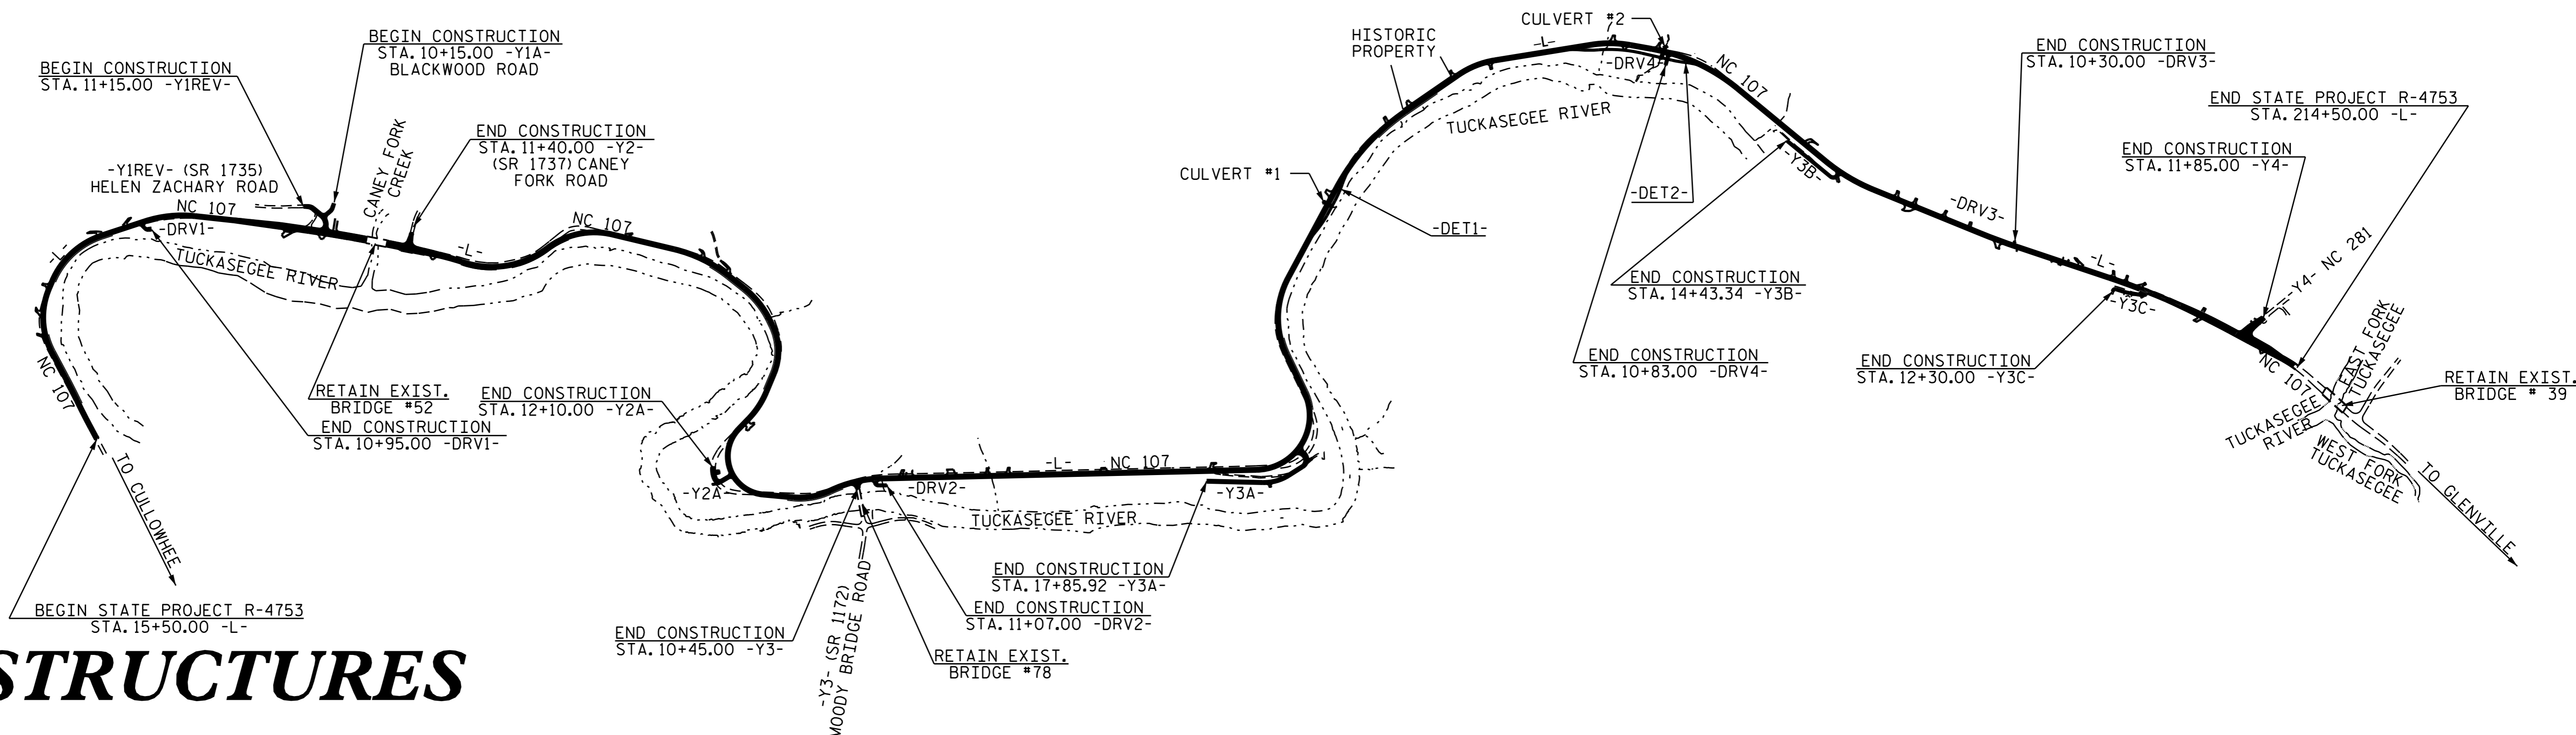 BEGIN CONSTRUCTION
STA. 11+15.00 -Y1REV-
BEGIN CONSTRUCTION
STA. 10+15.00 -Y1A-
BLACKWOOD ROAD
END CONSTRUCTION
STA. 11+40.00 -Y2-
(SR 1737) CANEY
FORK ROAD
CANEY FORK
CREEK
-Y1REV- (SR 1735)
HELEN ZACHARY ROAD
NC 107
-DRV1-
-L-
TUCKASEGEE RIVER
-L-
NC 107
NC 107
TO CULLOWHEE
RETAIN EXIST.
BRIDGE #52
END CONSTRUCTION
STA. 10+95.00 -DRV1-
BEGIN STATE PROJECT R-4753
STA. 15+50.00 -L-
STRUCTURES
END CONSTRUCTION
STA. 12+10.00 -Y2A-
-Y2A-
-DRV2-
-L-
NC 107
-Y3A-
TUCKASEGEE RIVER
END CONSTRUCTION
STA. 17+85.92 -Y3A-
END CONSTRUCTION
STA. 11+07.00 -DRV2-
END CONSTRUCTION
STA. 10+45.00 -Y3-
RETAIN EXIST.
BRIDGE #78
-Y3- (SR 1172)
MOODY BRIDGE ROAD
CULVERT #1
-DET1-
HISTORIC
PROPERTY
-L-
CULVERT #2
-DRV4-
NC 107
TUCKASEGEE RIVER
-DET2-
-Y3B-
END CONSTRUCTION
STA. 14+43.34 -Y3B-
END CONSTRUCTION
STA. 10+83.00 -DRV4-
END CONSTRUCTION
STA. 10+30.00 -DRV3-
-DRV3-
END STATE PROJECT R-4753
STA. 214+50.00 -L-
END CONSTRUCTION
STA. 11+85.00 -Y4-
-L-
-Y4- NC 281
-Y3C-
END CONSTRUCTION
STA. 12+30.00 -Y3C-
NC 107
EAST FORK
TUCKASEGEE
RETAIN EXIST.
BRIDGE # 39
TUCKASEGEE
RIVER
WEST FORK
TUCKASEGEE
TO GLENVILLE